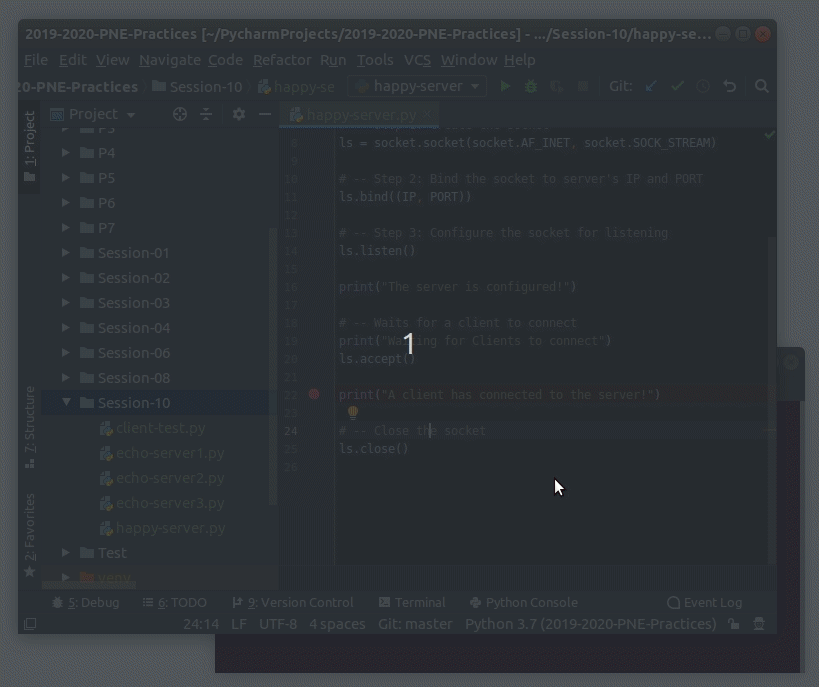 2019-2020-PNE-Practices [~/PycharmProjects/2019-2020-PNE-Practices] - .../Session-10/happy-se...
File Edit View Navigate Code Refactor Run Tools VCS Window Help
20-PNE-Practices Session-10 happy-se happy-server Git:
1: Project
Project
happy-server.py
P3
P4
P5
P6
P7
Session-01
Session-02
Session-03
Session-04
Session-06
Session-08
Session-10
client-test.py
echo-server1.py
echo-server2.py
echo-server3.py
happy-server.py
Test
venv
7: Structure
2: Favorites
8 ls = socket.socket(socket.AF_INET, socket.SOCK_STREAM)
9
10 # -- Step 2: Bind the socket to server's IP and PORT
11 ls.bind((IP, PORT))
12
13 # -- Step 3: Configure the socket for listening
14 ls.listen()
15
16 print("The server is configured!")
17
18 # -- Waits for a client to connect
19 print("Waiting for Clients to connect")
20 ls.accept()
21
22 print("A client has connected to the server!")
23
24 # -- Close the socket
25 ls.close()
26
1
5: Debug 6: TODO 9: Version Control Terminal Python Console Event Log
24:14 LF UTF-8 4 spaces Git: master Python 3.7 (2019-2020-PNE-Practices)